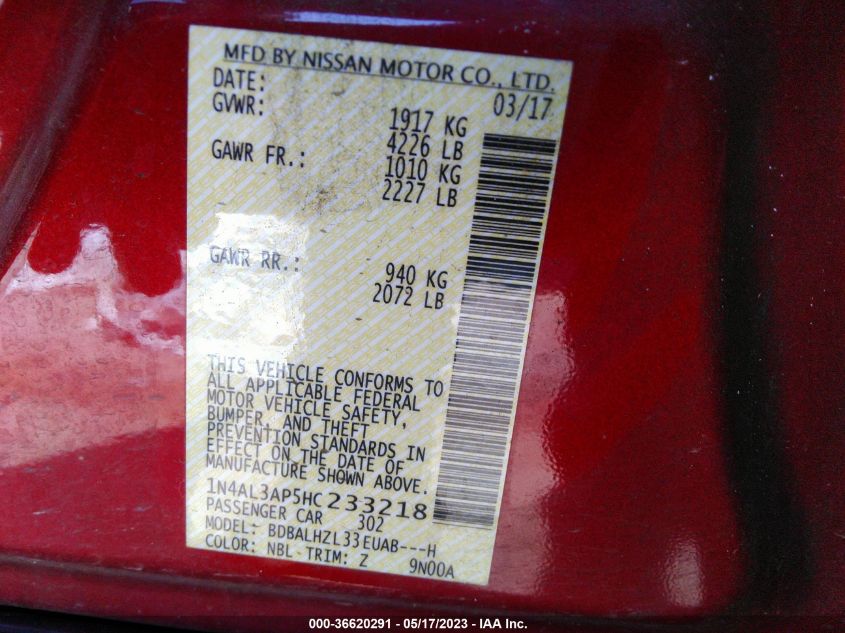 MFD BY NISSAN MOTOR CO., LTD.
DATE: 03/17
GVWR: 1917 KG
4226 LB
GAWR FR.: 1010 KG
2227 LB
GAWR RR.: 940 KG
2072 LB
THIS VEHICLE CONFORMS TO
ALL APPLICABLE FEDERAL
MOTOR VEHICLE SAFETY,
BUMPER, AND THEFT
PREVENTION STANDARDS IN
EFFECT ON THE DATE OF
MANUFACTURE SHOWN ABOVE.
1N4AL3AP5HC233218
PASSENGER CAR 302
MODEL: BDBALHZL33EUAB---H
COLOR: NBL TRIM: Z 9N00A
000-36620291 - 05/17/2023 - IAA Inc.